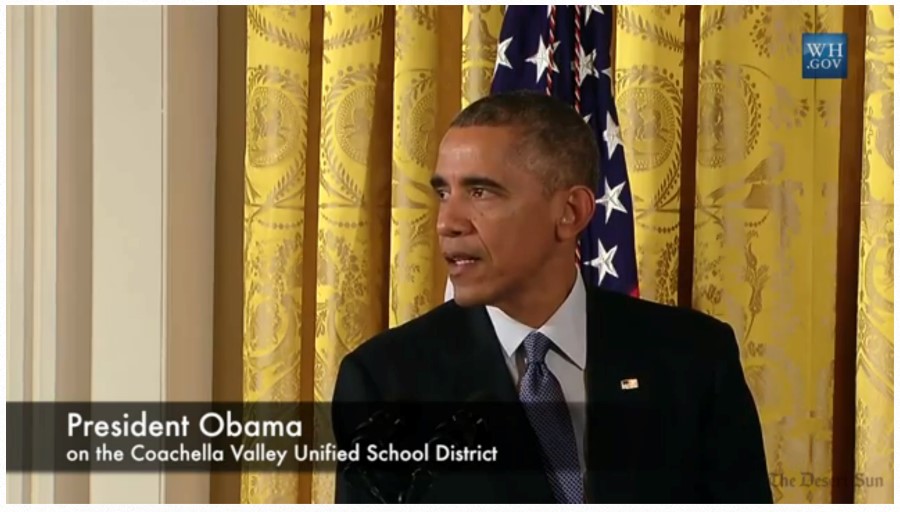 WH
.GOV
President Obama
on the Coachella Valley Unified School District
The Desert Sun